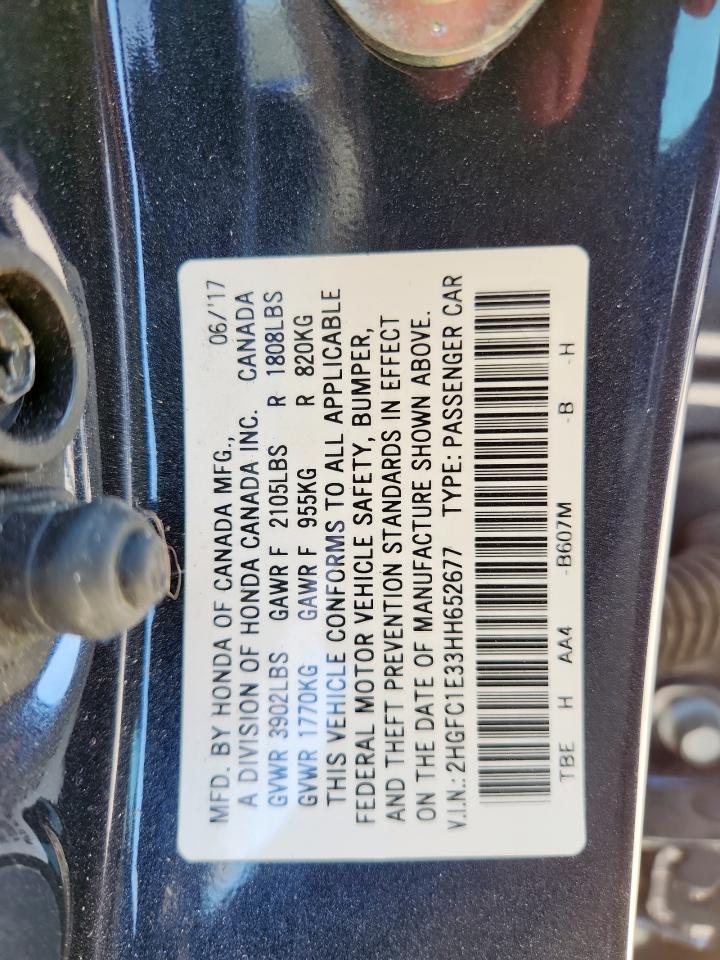 MFD. BY HONDA OF CANADA MFG., 06/'17
A DIVISION OF HONDA CANADA INC. CANADA
GVWR 3902LBS GAWR F 2105LBS R 1808LBS
GVWR 1770KG GAWR F 955KG R 820KG
THIS VEHICLE CONFORMS TO ALL APPLICABLE
FEDERAL MOTOR VEHICLE SAFETY, BUMPER,
AND THEFT PREVENTION STANDARDS IN EFFECT
ON THE DATE OF MANUFACTURE SHOWN ABOVE.
V.I.N.: 2HGFC1E33HH652677 TYPE: PASSENGER CAR
TBE H AA4 -B607M -B -H